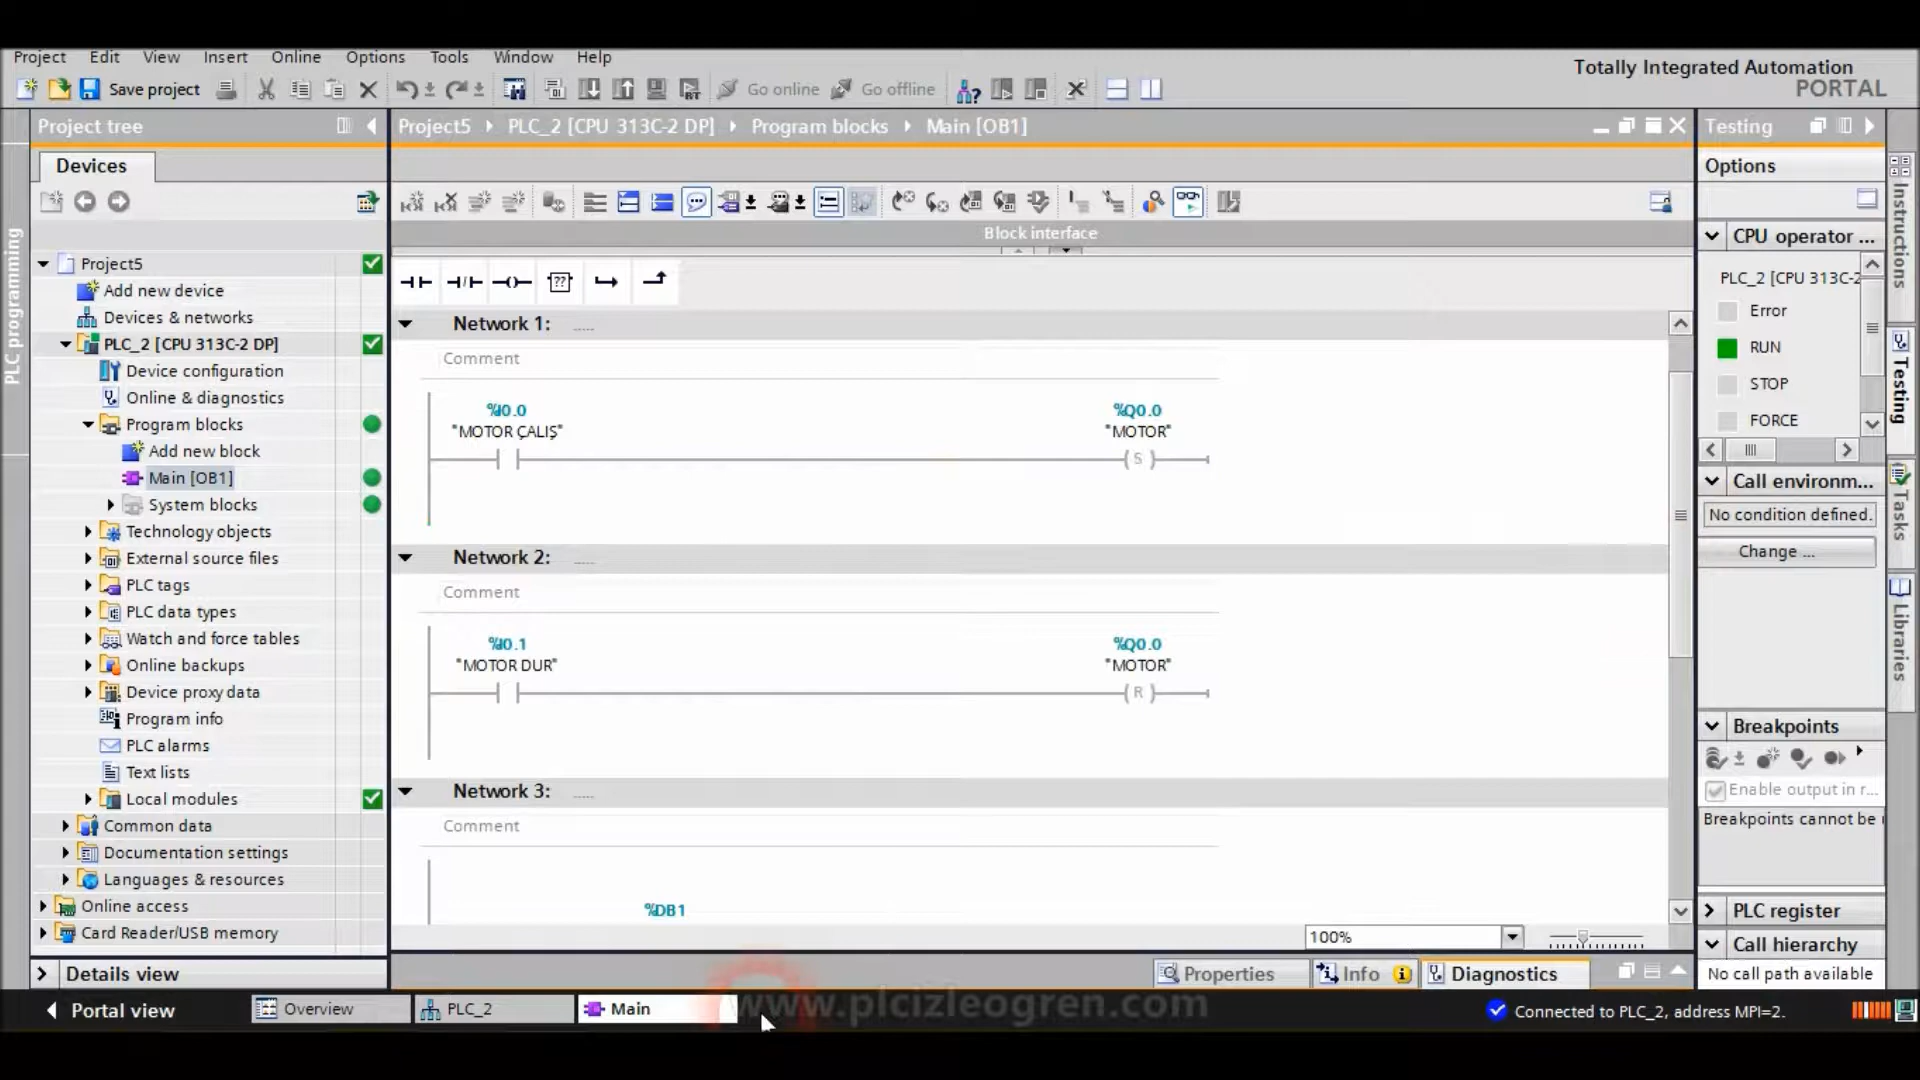 Project Edit View Insert Online Options Tools Window Help
Totally Integrated Automation
PORTAL
Save project
Go online
Go offline
Project tree
Project5 PLC_2 [CPU 313C-2 DP] Program blocks Main [OB1]
Testing
Devices
Options
Block interface
PLC programming
Project5
Add new device
Devices & networks
PLC_2 [CPU 313C-2 DP]
Device configuration
Online & diagnostics
Program blocks
Add new block
Main [OB1]
System blocks
Technology objects
External source files
PLC tags
PLC data types
Watch and force tables
Online backups
Device proxy data
Program info
PLC alarms
Text lists
Local modules
Common data
Documentation settings
Languages & resources
Online access
Card Reader/USB memory
Details view
??
Network 1: .....
Comment
%I0.0
"MOTOR ÇALIŞ"
%Q0.0
"MOTOR"
S
Network 2: .....
Comment
%I0.1
"MOTOR DUR"
%Q0.0
"MOTOR"
R
Network 3: .....
Comment
%DB1
100%
Properties
Info
Diagnostics
CPU operator ...
PLC_2 [CPU 313C-2
Error
RUN
STOP
FORCE
Call environm...
No condition defined.
Change ...
Breakpoints
Enable output in r...
Breakpoints cannot be
PLC register
Call hierarchy
No call path available
Instructions
Testing
Tasks
Libraries
Portal view
Overview
PLC_2
Main
www.plcizleogren.com
Connected to PLC_2, address MPI=2.